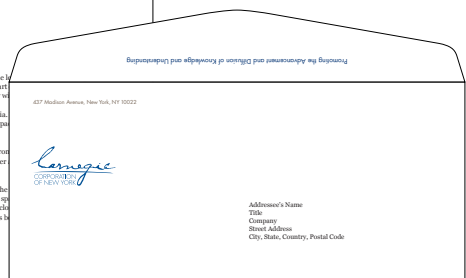 Promoting the Advancement and Diffusion of Knowledge and Understanding
437 Madison Avenue, New York, NY 10022
Carnegie
CORPORATION
OF NEW YORK
Addressee's Name
Title
Company
Street Address
City, State, Country, Postal Code